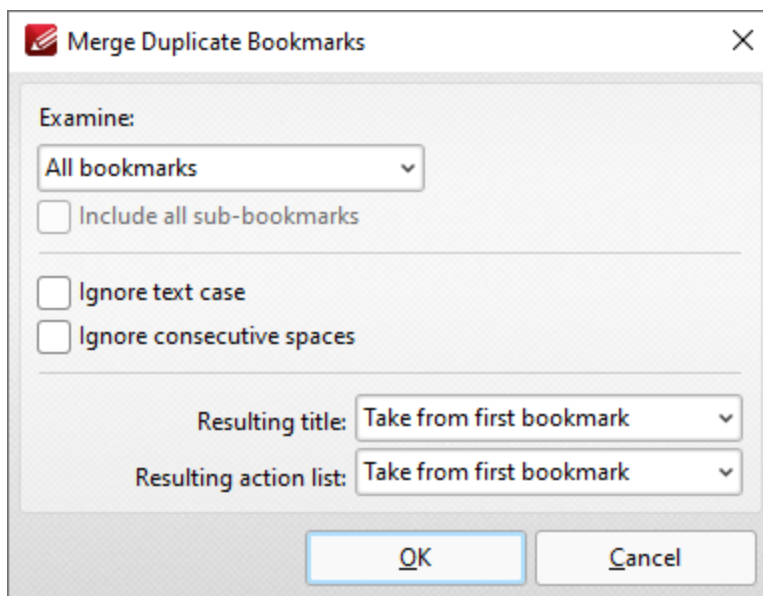 Merge Duplicate Bookmarks
Examine:
All bookmarks
Include all sub-bookmarks
Ignore text case
Ignore consecutive spaces
Resulting title: Take from first bookmark
Resulting action list: Take from first bookmark
OK Cancel